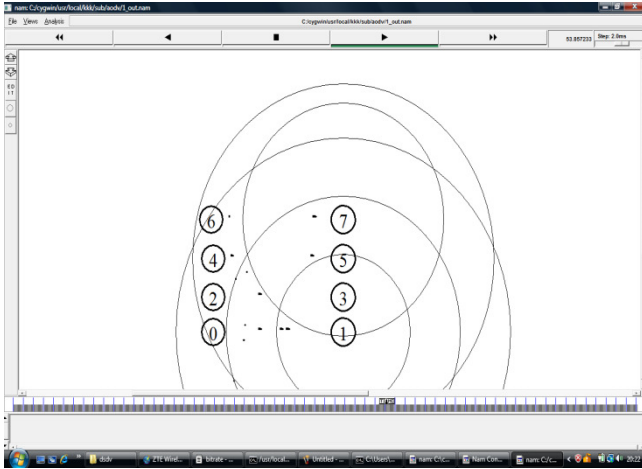 nam: C:/cygwin/usr/local/kkk/sub/aodv/1_out.nam
File Views Analysis C:/cygwin/usr/local/kkk/sub/aodv/1_out.nam
53.857233 Step: 2.0ms
ED
IT
6 7
4 5
2 3
0 1
dsdv ZTE Wirel... bitrate - ... /usr/local... Untitled - ... C:\Users\... nam: C:\c... Nam Con... nam: C:/c...